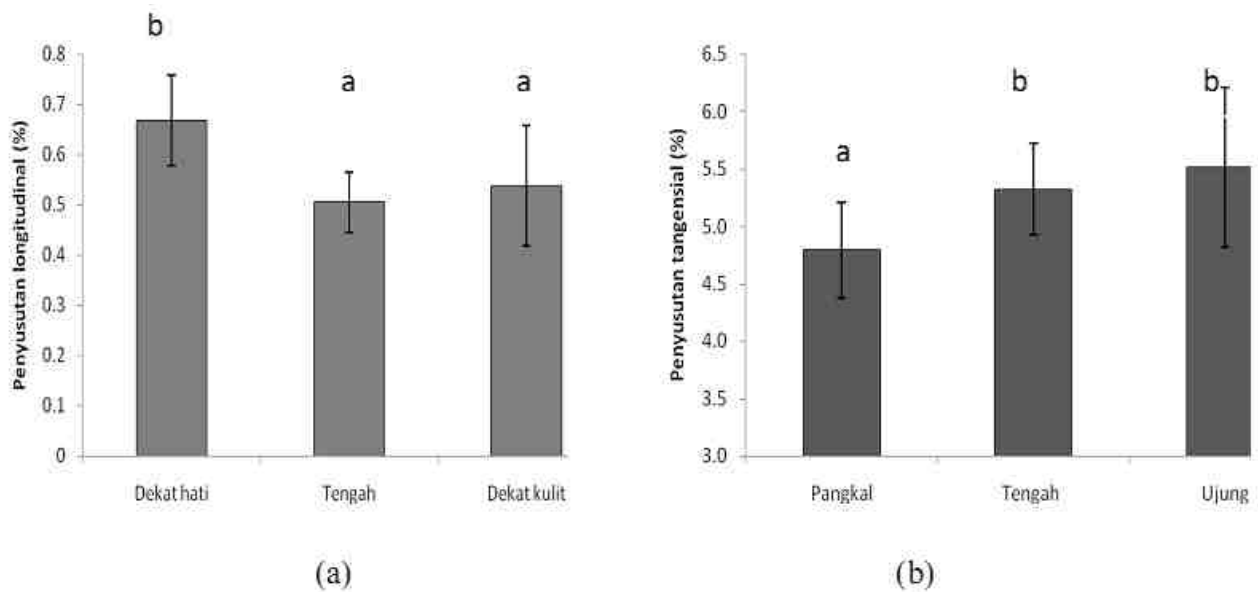 b
a
a
Penyusutan longitudinal (%)
0.8
0.7
0.6
0.5
0.4
0.3
0.2
0.1
0
Dekat hati
Tengah
Dekat kulit
(a)
a
b
b
Penyusutan tangensial (%)
6.5
6.0
5.5
5.0
4.5
4.0
3.5
3.0
Pangkal
Tengah
Ujung
(b)